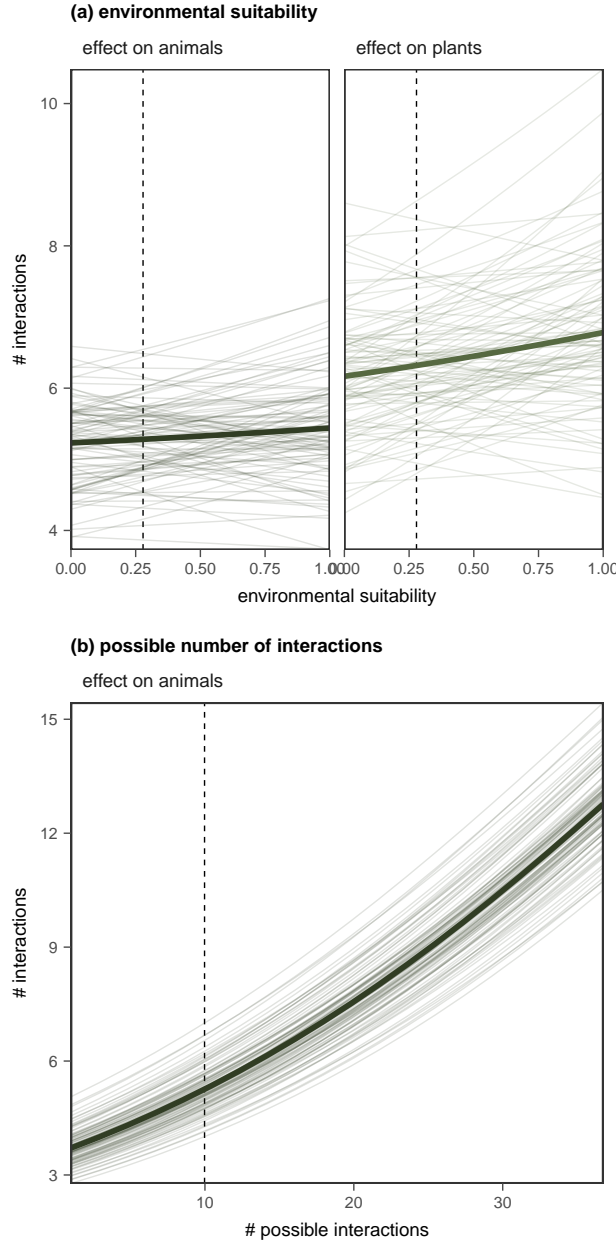 (a) environmental suitability
effect on animals
effect on plants
# interactions
10
8
6
4
0.00 0.25 0.50 0.75 1.00
0.00 0.25 0.50 0.75 1.00
environmental suitability
(b) possible number of interactions
effect on animals
# interactions
15
12
9
6
3
10 20 30
# possible interactions